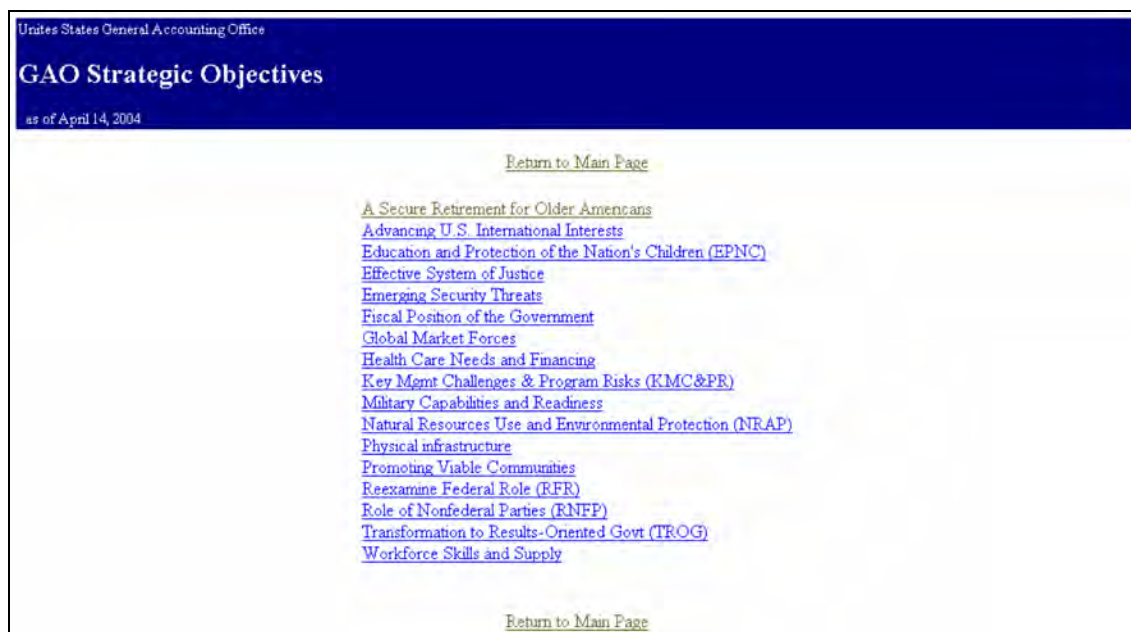 Unites States General Accounting Office
GAO Strategic Objectives
as of April 14, 2004
Return to Main Page
A Secure Retirement for Older Americans
Advancing U.S. International Interests
Education and Protection of the Nation's Children (EPNC)
Effective System of Justice
Emerging Security Threats
Fiscal Position of the Government
Global Market Forces
Health Care Needs and Financing
Key Mgmt Challenges & Program Risks (KMC&PR)
Military Capabilities and Readiness
Natural Resources Use and Environmental Protection (NRAP)
Physical infrastructure
Promoting Viable Communities
Reexamine Federal Role (RFR)
Role of Nonfederal Parties (RNFP)
Transformation to Results-Oriented Govt (TROG)
Workforce Skills and Supply
Return to Main Page